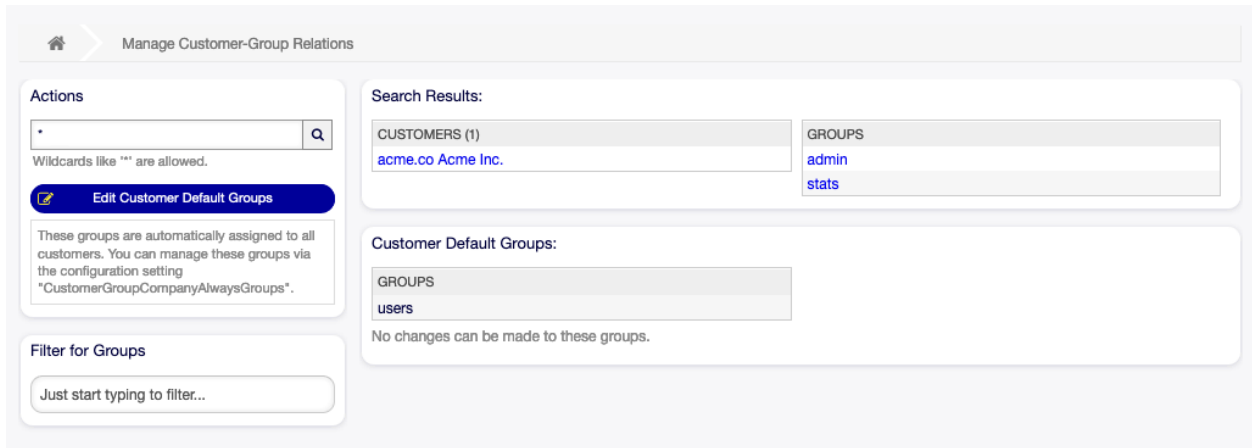 Manage Customer-Group Relations
Actions
*
Wildcards like '*' are allowed.
Edit Customer Default Groups
These groups are automatically assigned to all
customers. You can manage these groups via
the configuration setting
"CustomerGroupCompanyAlwaysGroups".
Filter for Groups
Just start typing to filter...
Search Results:
CUSTOMERS (1)
acme.co Acme Inc.
GROUPS
admin
stats
Customer Default Groups:
GROUPS
users
No changes can be made to these groups.